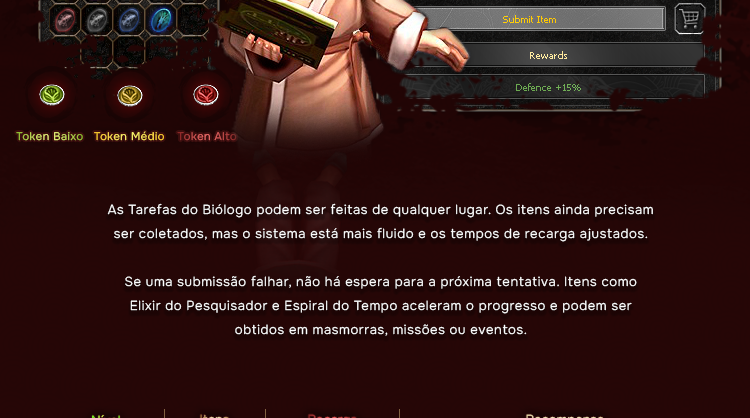 Submit Item
Rewards
Defence +15%
Token Baixo Token Médio Token Alto
As Tarefas do Biólogo podem ser feitas de qualquer lugar. Os itens ainda precisam
ser coletados, mas o sistema está mais fluido e os tempos de recarga ajustados.
Se uma submissão falhar, não há espera para a próxima tentativa. Itens como
Elixir do Pesquisador e Espiral do Tempo aceleram o progresso e podem ser
obtidos em masmorras, missões ou eventos.